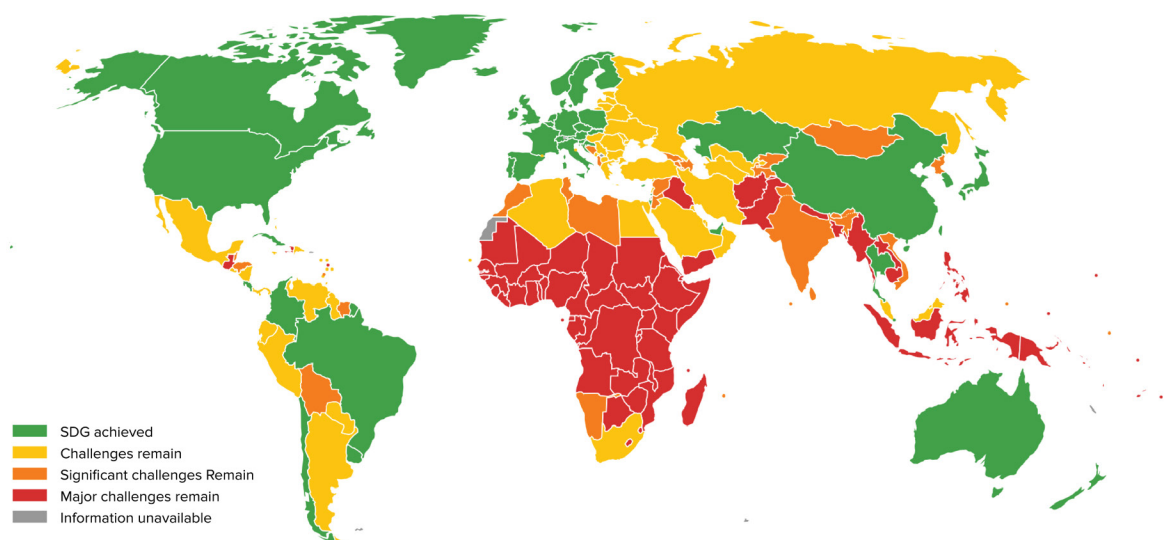 SDG achieved
Challenges remain
Significant challenges Remain
Major challenges remain
Information unavailable